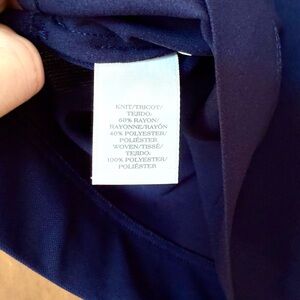 KNIT/TRICOT/
TEJIDO:
60% RAYON/
RAYONNE/RAYÓN
40% POLYESTER/
POLIÉSTER
WOVEN/TISSÉ/
TEJIDO:
100% POLYESTER/
POLIÉSTER